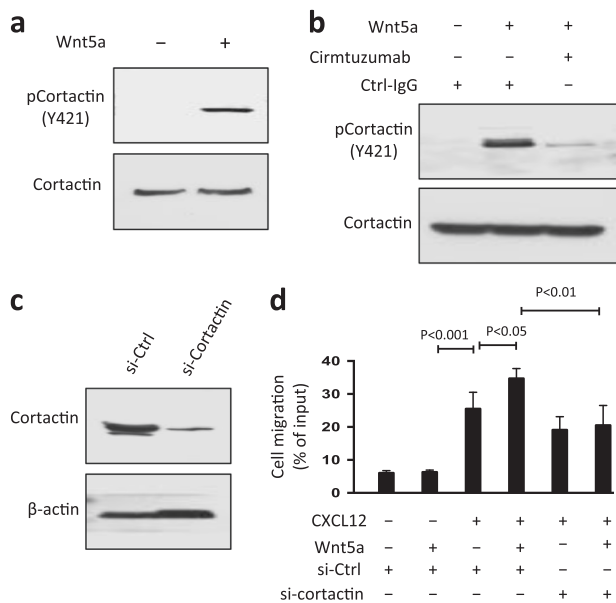 a
Wnt5a – +
pCortactin
(Y421)
Cortactin
b
Wnt5a – + +
Cirmtuzumab – – +
Ctrl-IgG + + –
pCortactin
(Y421)
Cortactin
c
si-Ctrl
si-Cortactin
Cortactin
β-actin
d
P<0.01
P<0.001
P<0.05
Cell migration
(% of input)
40
30
20
10
0
CXCL12 – – + + + +
Wnt5a – + – + – +
si-Ctrl + + + + – –
si-cortactin – – – – + +